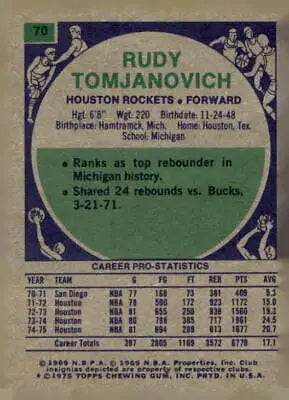 70
RUDY
TOMJANOVICH
HOUSTON ROCKETS • FORWARD
Hgt. 6'8" Wgt. 220 Birthdate: 11-24-48
Birthplace: Hamtramck, Mich. Home: Houston, Tex.
School: Michigan
• Ranks as top rebounder in
Michigan history.
• Shared 24 rebounds vs. Bucks,
3-21-71.
CAREER PRO-STATISTICS
YEAR TEAM G FG FT REB PTS AVG
70-71 San Diego NBA 77 168 73 381 409 5.3
71-72 Houston NBA 78 500 172 923 1172 15.0
72-73 Houston NBA 81 655 250 938 1560 19.3
73-74 Houston NBA 80 788 385 717 1961 24.5
74-75 Houston NBA 81 694 289 613 1677 20.7
Career Totals 397 2805 1169 3572 6779 17.1
© 1969 N.B.P.A. © 1969 N.B.A. Properties, Inc. Club
insignias depicted are property of respective clubs.
* © 1975 TOPPS CHEWING GUM, INC. PRTD. IN U.S.A.